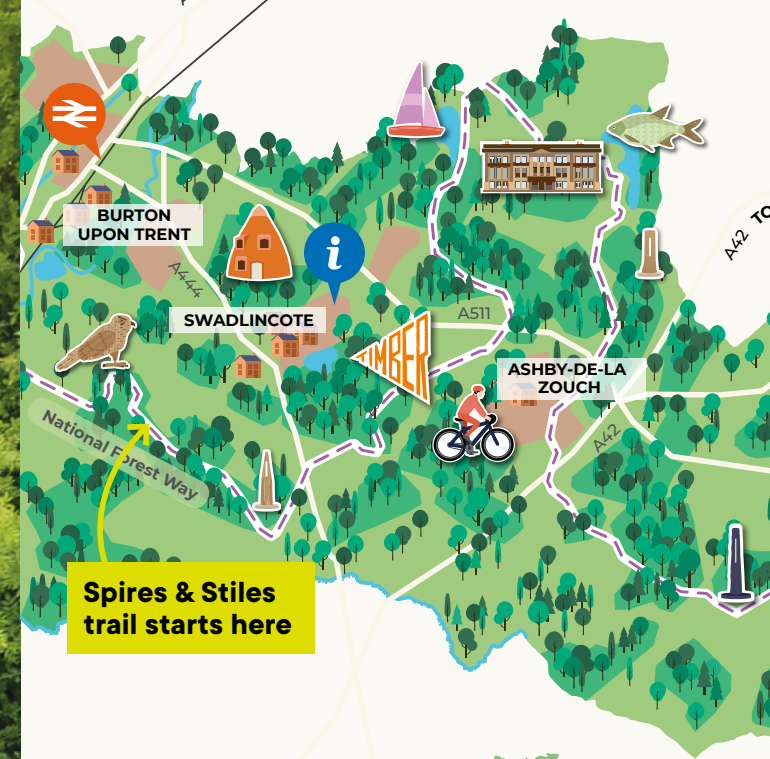 BURTON
UPON TRENT
A444
i
SWADLINCOTE
A511
TIMBER
A42
ASHBY-DE-LA
ZOUCH
A42
National Forest Way
Spires & Stiles
trail starts here